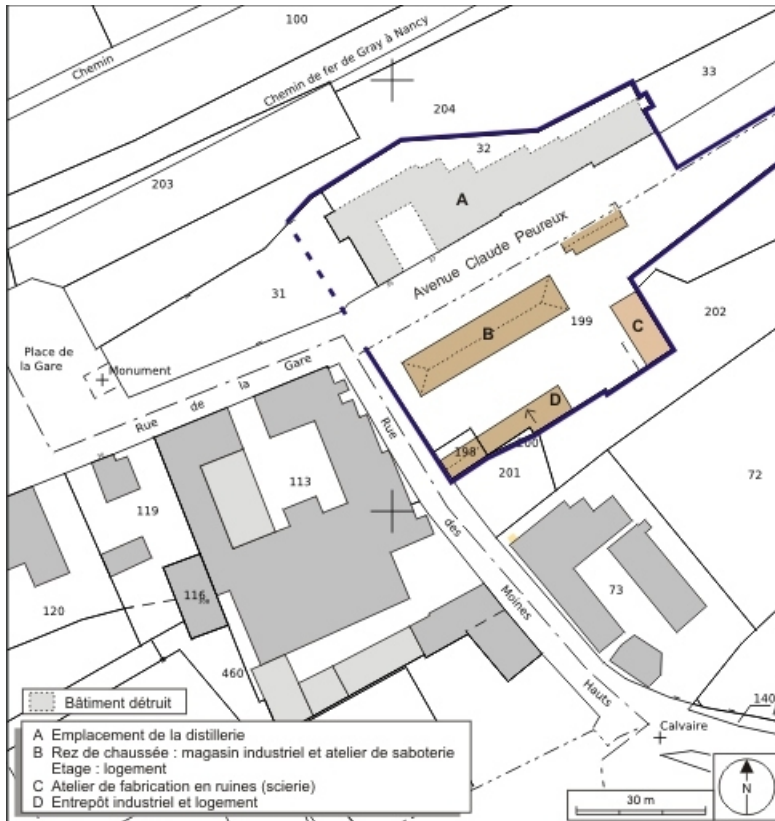 100
Chemin
Chemin de fer de Gray à Nancy
33
204
32
203
A
Avenue Claude Peureux
31
199
202
B
C
Place de
la Gare
Monument
Rue de la Gare
D
198
200
201
Rue des Moines Hauts
113
119
72
116
73
120
460
140
Calvaire
Bâtiment détruit
A Emplacement de la distillerie
B Rez de chaussée : magasin industriel et atelier de saboterie
Etage : logement
C Atelier de fabrication en ruines (scierie)
D Entrepôt industriel et logement
30 m
N